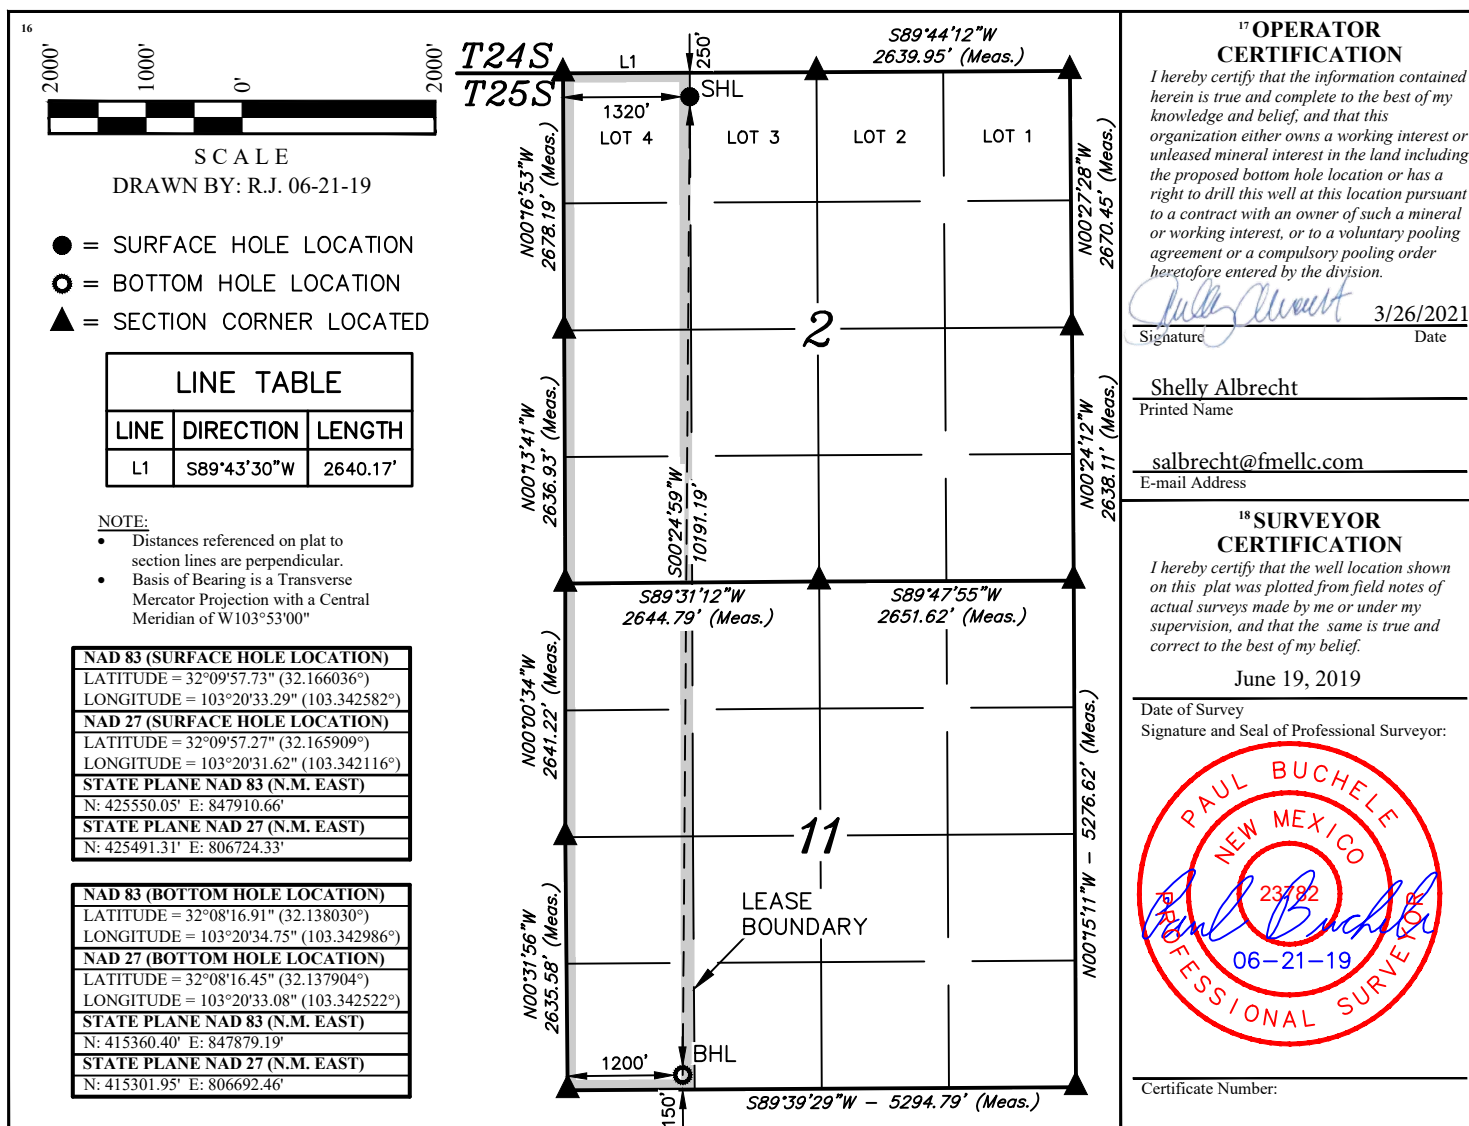 16
2000'
1000'
0'
2000'
SCALE
DRAWN BY: R.J. 06-21-19
= SURFACE HOLE LOCATION
= BOTTOM HOLE LOCATION
= SECTION CORNER LOCATED
LINE TABLE
LINE DIRECTION LENGTH
L1 S89°43'30"W 2640.17'
NOTE:
• Distances referenced on plat to
section lines are perpendicular.
• Basis of Bearing is a Transverse
Mercator Projection with a Central
Meridian of W103°53'00"
NAD 83 (SURFACE HOLE LOCATION)
LATITUDE = 32°09'57.73" (32.166036°)
LONGITUDE = 103°20'33.29" (103.342582°)
NAD 27 (SURFACE HOLE LOCATION)
LATITUDE = 32°09'57.27" (32.165909°)
LONGITUDE = 103°20'31.62" (103.342116°)
STATE PLANE NAD 83 (N.M. EAST)
N: 425550.05' E: 847910.66'
STATE PLANE NAD 27 (N.M. EAST)
N: 425491.31' E: 806724.33'
NAD 83 (BOTTOM HOLE LOCATION)
LATITUDE = 32°08'16.91" (32.138030°)
LONGITUDE = 103°20'34.75" (103.342986°)
NAD 27 (BOTTOM HOLE LOCATION)
LATITUDE = 32°08'16.45" (32.137904°)
LONGITUDE = 103°20'33.08" (103.342522°)
STATE PLANE NAD 83 (N.M. EAST)
N: 415360.40' E: 847879.19'
STATE PLANE NAD 27 (N.M. EAST)
N: 415301.95' E: 806692.46'
T24S
T25S
L1
250'
S89°44'12"W
2639.95' (Meas.)
SHL
1320'
LOT 4
LOT 3
LOT 2
LOT 1
N00°16'53"W
2678.19' (Meas.)
N00°27'28"W
2670.45' (Meas.)
2
N00°13'41"W
2636.93' (Meas.)
N00°24'12"W
2638.11' (Meas.)
S00°24'59"W
10191.19'
S89°31'12"W
2644.79' (Meas.)
S89°47'55"W
2651.62' (Meas.)
N00°00'34"W
2641.22' (Meas.)
11
N00°15'11"W – 5276.62' (Meas.)
LEASE
BOUNDARY
N00°31'56"W
2635.58' (Meas.)
1200'
BHL
150'
S89°39'29"W – 5294.79' (Meas.)
17 OPERATOR
CERTIFICATION
I hereby certify that the information contained
herein is true and complete to the best of my
knowledge and belief, and that this
organization either owns a working interest or
unleased mineral interest in the land including
the proposed bottom hole location or has a
right to drill this well at this location pursuant
to a contract with an owner of such a mineral
or working interest, or to a voluntary pooling
agreement or a compulsory pooling order
heretofore entered by the division.
3/26/2021
Signature Date
Shelly Albrecht
Printed Name
salbrecht@fmellc.com
E-mail Address
18 SURVEYOR
CERTIFICATION
I hereby certify that the well location shown
on this plat was plotted from field notes of
actual surveys made by me or under my
supervision, and that the same is true and
correct to the best of my belief.
June 19, 2019
Date of Survey
Signature and Seal of Professional Surveyor:
PAUL BUCHELE
NEW MEXICO
23782
Paul Buchele
06-21-19
PROFESSIONAL SURVEYOR
Certificate Number: